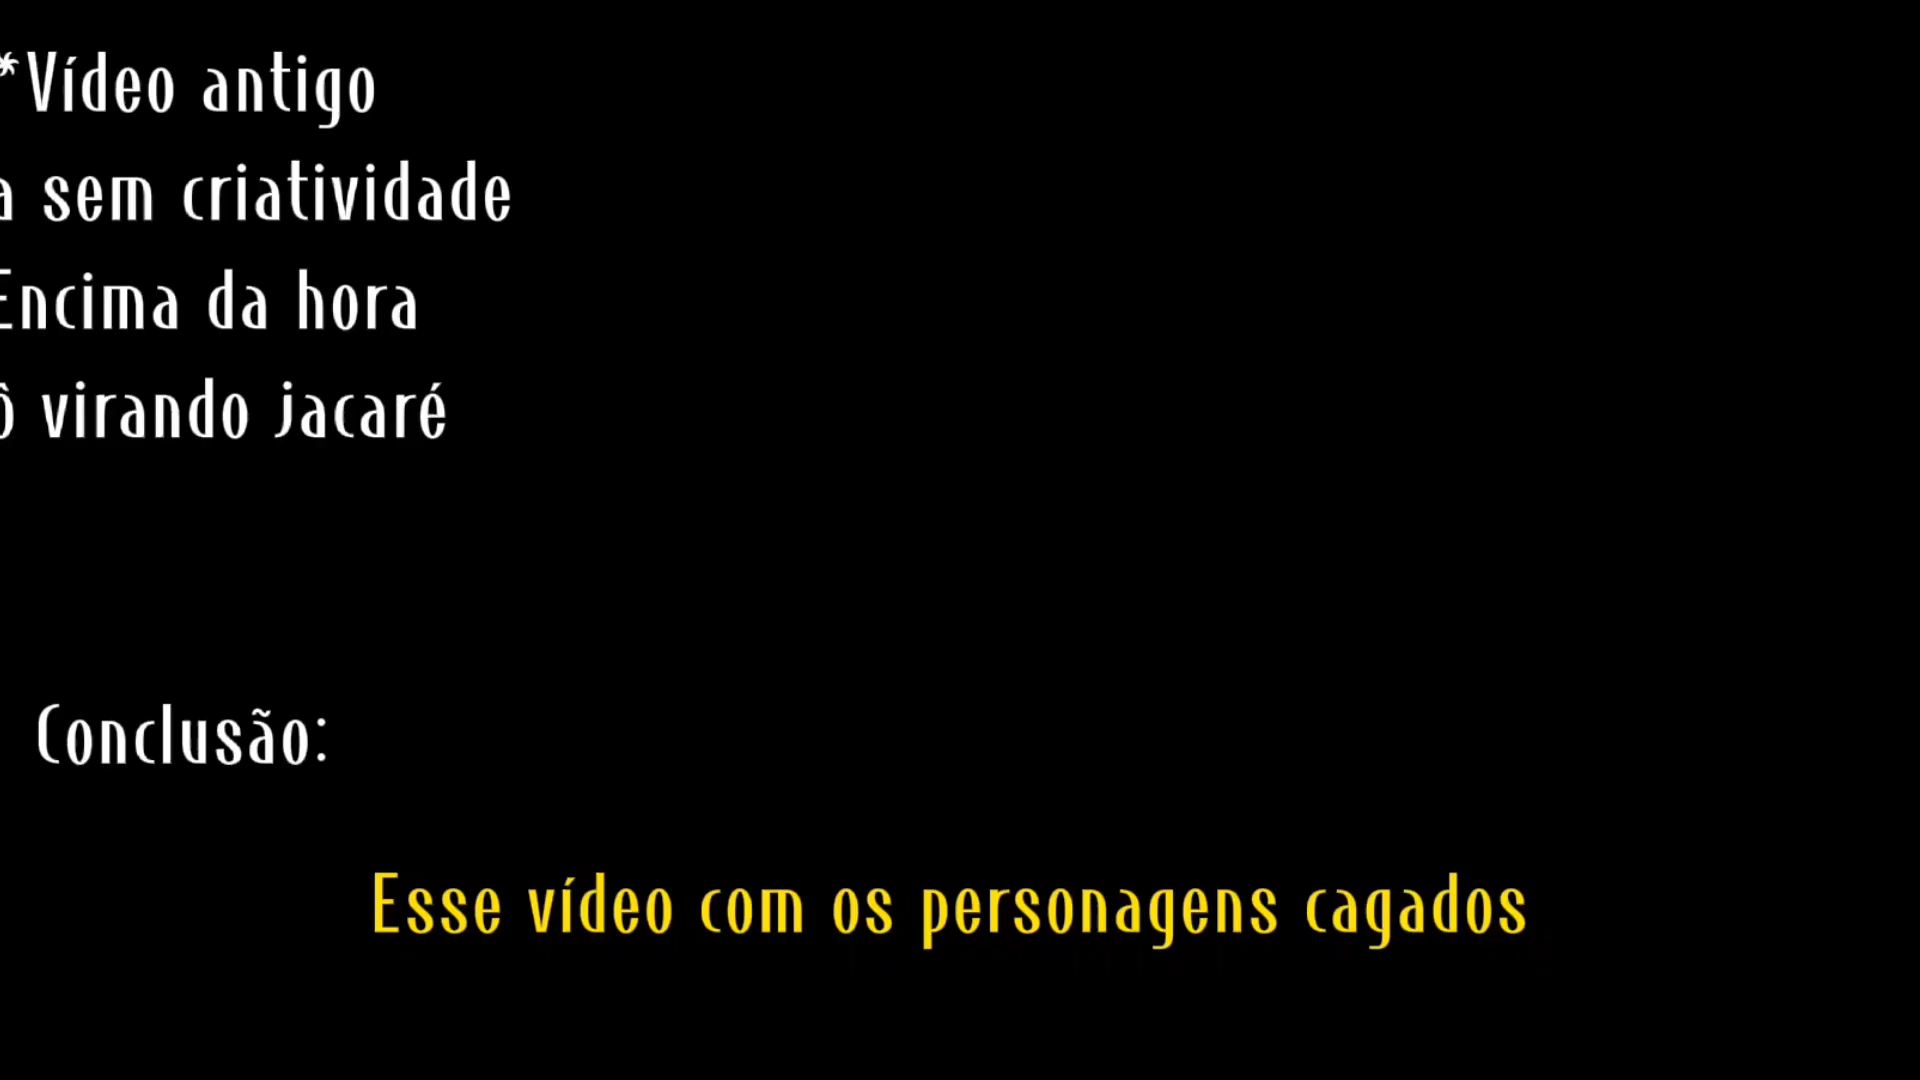 *Vídeo antigo
a sem criatividade
Encima da hora
ô virando jacaré
Conclusão:
Esse vídeo com os personagens cagados